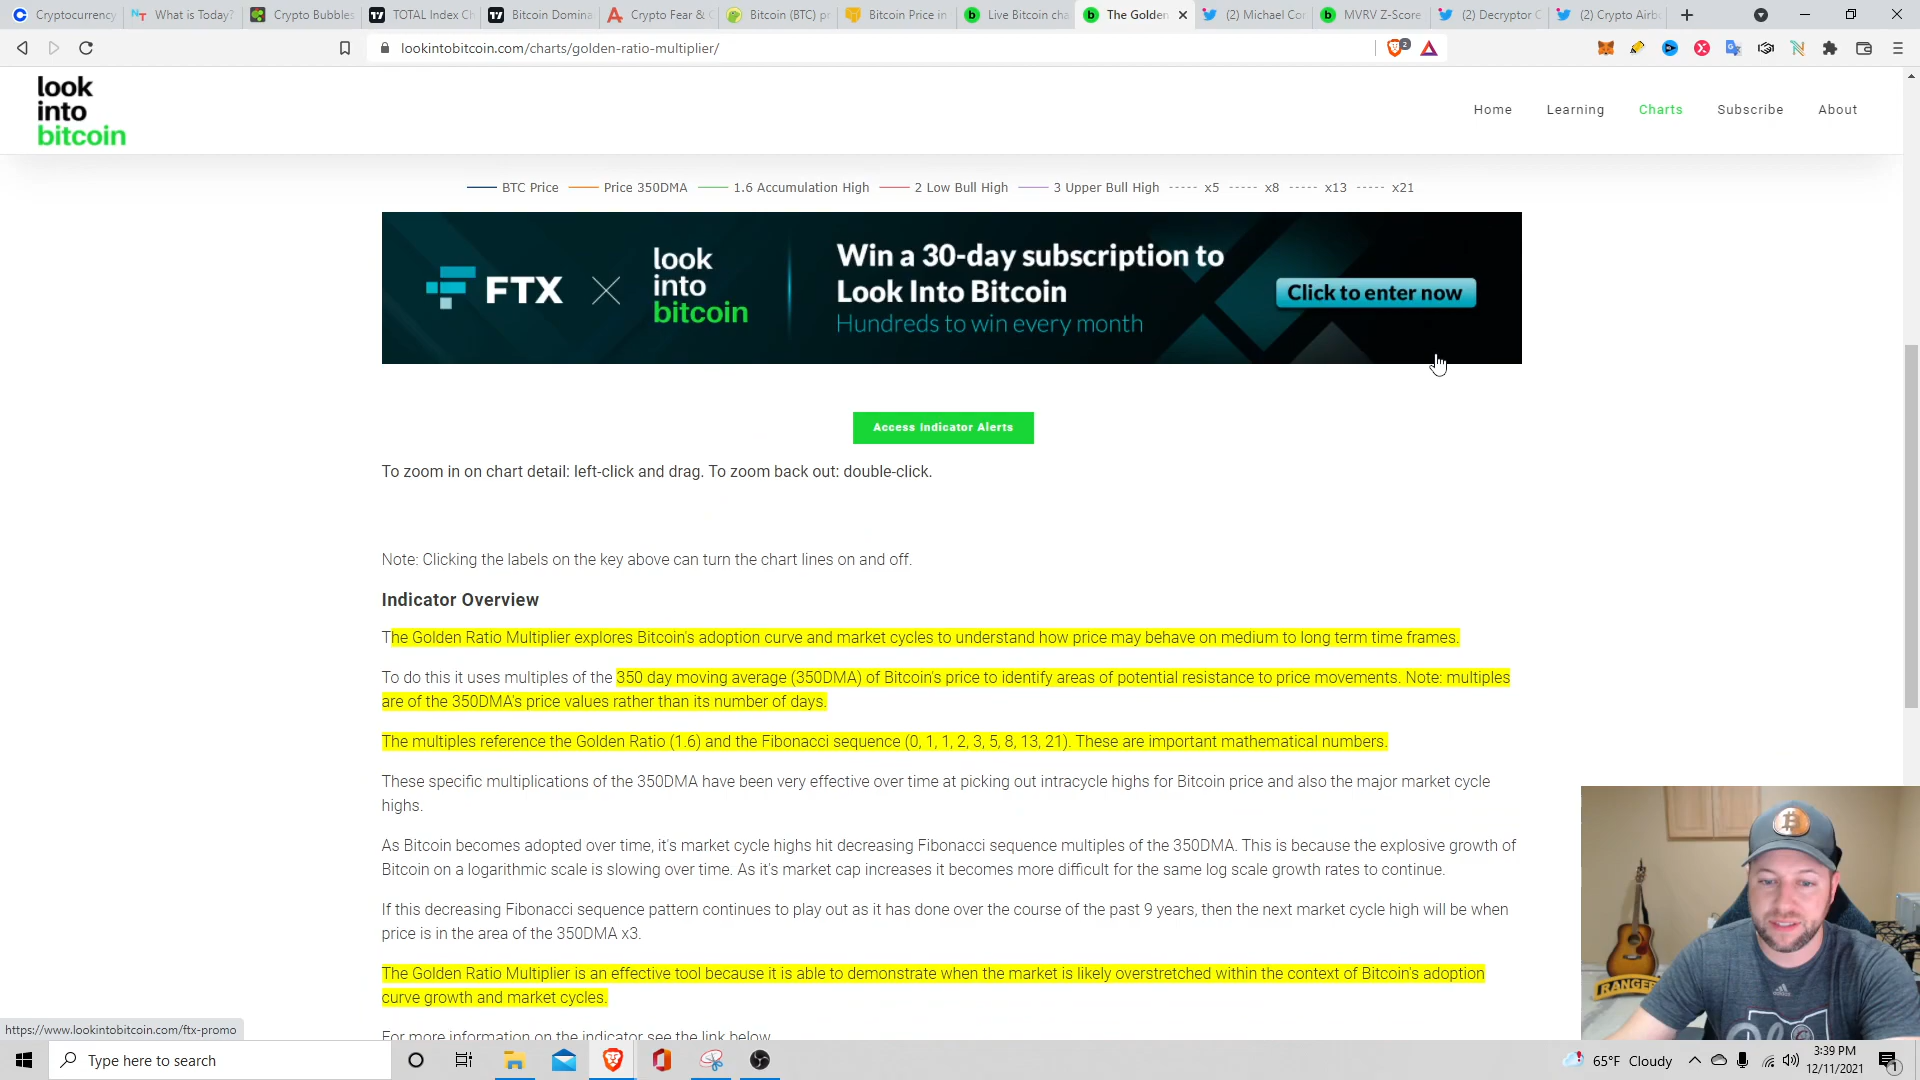 Cryptocurrency
NT What is Today?
Crypto Bubbles
TOTAL Index Ch
Bitcoin Domina
Crypto Fear & G
Bitcoin (BTC) pr
Bitcoin Price in
Live Bitcoin cha
The Golden
(2) Michael Cor
MVRV Z-Score
(2) Decryptor C
(2) Crypto Airb
lookintobitcoin.com/charts/golden-ratio-multiplier/
2
look
into
bitcoin
Home Learning Charts Subscribe About
BTC Price Price 350DMA 1.6 Accumulation High 2 Low Bull High 3 Upper Bull High x5 x8 x13 x21
FTX
look
into
bitcoin
Win a 30-day subscription to
Look Into Bitcoin
Hundreds to win every month
Click to enter now
Access Indicator Alerts
To zoom in on chart detail: left-click and drag. To zoom back out: double-click.
Note: Clicking the labels on the key above can turn the chart lines on and off.
Indicator Overview
The Golden Ratio Multiplier explores Bitcoin's adoption curve and market cycles to understand how price may behave on medium to long term time frames.
To do this it uses multiples of the 350 day moving average (350DMA) of Bitcoin's price to identify areas of potential resistance to price movements. Note: multiples
are of the 350DMA's price values rather than its number of days.
The multiples reference the Golden Ratio (1.6) and the Fibonacci sequence (0, 1, 1, 2, 3, 5, 8, 13, 21). These are important mathematical numbers.
These specific multiplications of the 350DMA have been very effective over time at picking out intracycle highs for Bitcoin price and also the major market cycle
highs.
As Bitcoin becomes adopted over time, it's market cycle highs hit decreasing Fibonacci sequence multiples of the 350DMA. This is because the explosive growth of
Bitcoin on a logarithmic scale is slowing over time. As it's market cap increases it becomes more difficult for the same log scale growth rates to continue.
If this decreasing Fibonacci sequence pattern continues to play out as it has done over the course of the past 9 years, then the next market cycle high will be when
price is in the area of the 350DMA x3.
The Golden Ratio Multiplier is an effective tool because it is able to demonstrate when the market is likely overstretched within the context of Bitcoin's adoption
curve growth and market cycles.
For more information on the indicator see the link below.
RANGER
https://www.lookintobitcoin.com/ftx-promo
Type here to search
65°F Cloudy
3:39 PM
12/11/2021
1